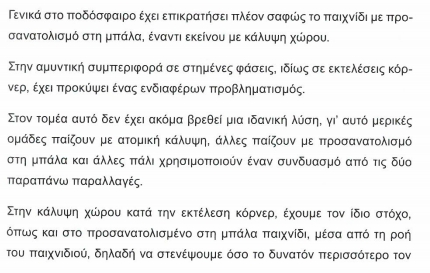 Γενικά στο ποδόσφαιρο έχει επικρατήσει πλέον σαφώς το παιχνίδι με προ-
σανατολισμό στη μπάλα, έναντι εκείνου με κάλυψη χώρου.
Στην αμυντική συμπεριφορά σε στημένες φάσεις, ιδίως σε εκτελέσεις κόρ-
νερ, έχει προκύψει ένας ενδιαφέρων προβληματισμός.
Στον τομέα αυτό δεν έχει ακόμα βρεθεί μια ιδανική λύση, γι' αυτό μερικές
ομάδες παίζουν με ατομική κάλυψη, άλλες παίζουν με προσανατολισμό
στη μπάλα και άλλες πάλι χρησιμοποιούν έναν συνδυασμό από τις δύο
παραπάνω παραλλαγές.
Στην κάλυψη χώρου κατά την εκτέλεση κόρνερ, έχουμε τον ίδιο στόχο,
όπως και στο προσανατολισμένο στη μπάλα παιχνίδι, μέσα από τη ροή
του παιχνιδιού, δηλαδή να στενέψουμε όσο το δυνατόν περισσότερο τον